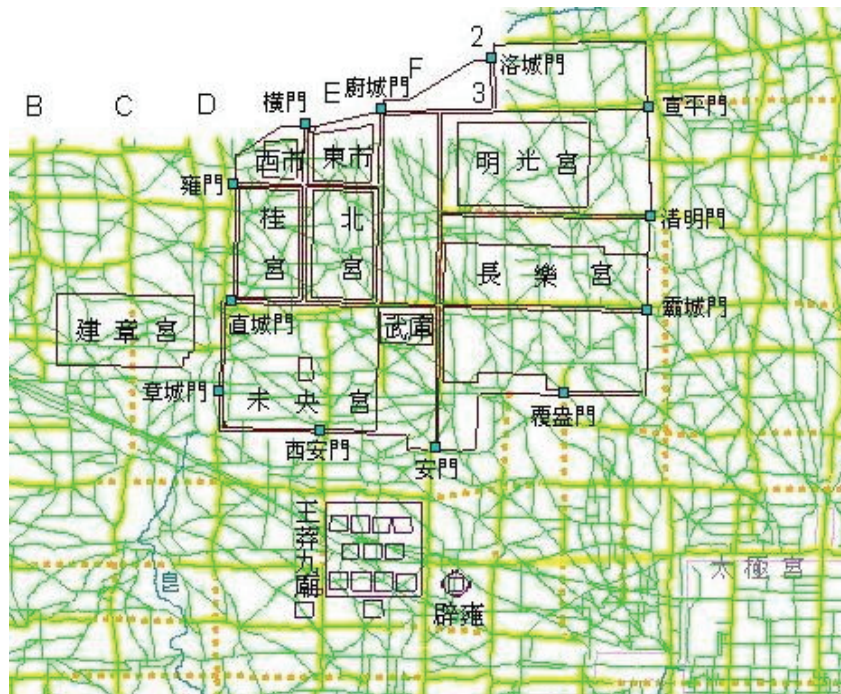 2
洛城門
F
廚城門
3
B
C
D
橫門
E
宣平門
西市
東市
明光宮
雍門
桂宮
北宮
清明門
長樂宮
直城門
武庫
霸城門
建章宮
章城門
未央宮
覆盎門
西安門
安門
王莽九廟
太極宮
辟雍